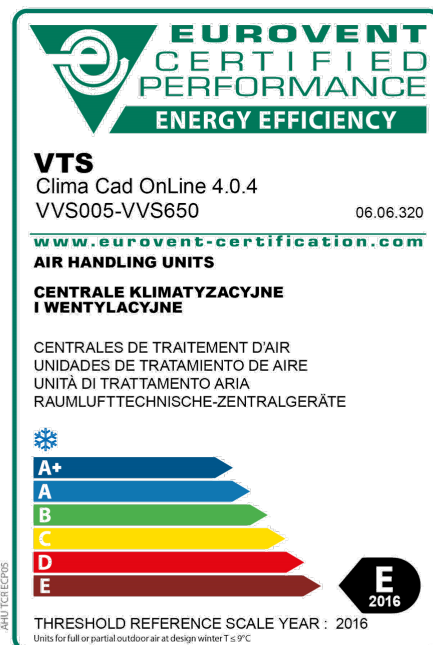 EUROVENT
CERTIFIED
PERFORMANCE
ENERGY EFFICIENCY
VTS
Clima Cad OnLine 4.0.4
VVS005-VVS650 06.06.320
www.eurovent-certification.com
AIR HANDLING UNITS
CENTRALE KLIMATYZACYJNE
I WENTYLACYJNE
CENTRALES DE TRAITEMENT D'AIR
UNIDADES DE TRATAMIENTO DE AIRE
UNITÀ DI TRATTAMENTO ARIA
RAUMLUFTTECHNISCHE-ZENTRALGERÄTE
A+
A
B
C
D
E
E
2016
AHU TCR ECP05
THRESHOLD REFERENCE SCALE YEAR : 2016
Units for full or partial outdoor air at design winter T ≤ 9°C